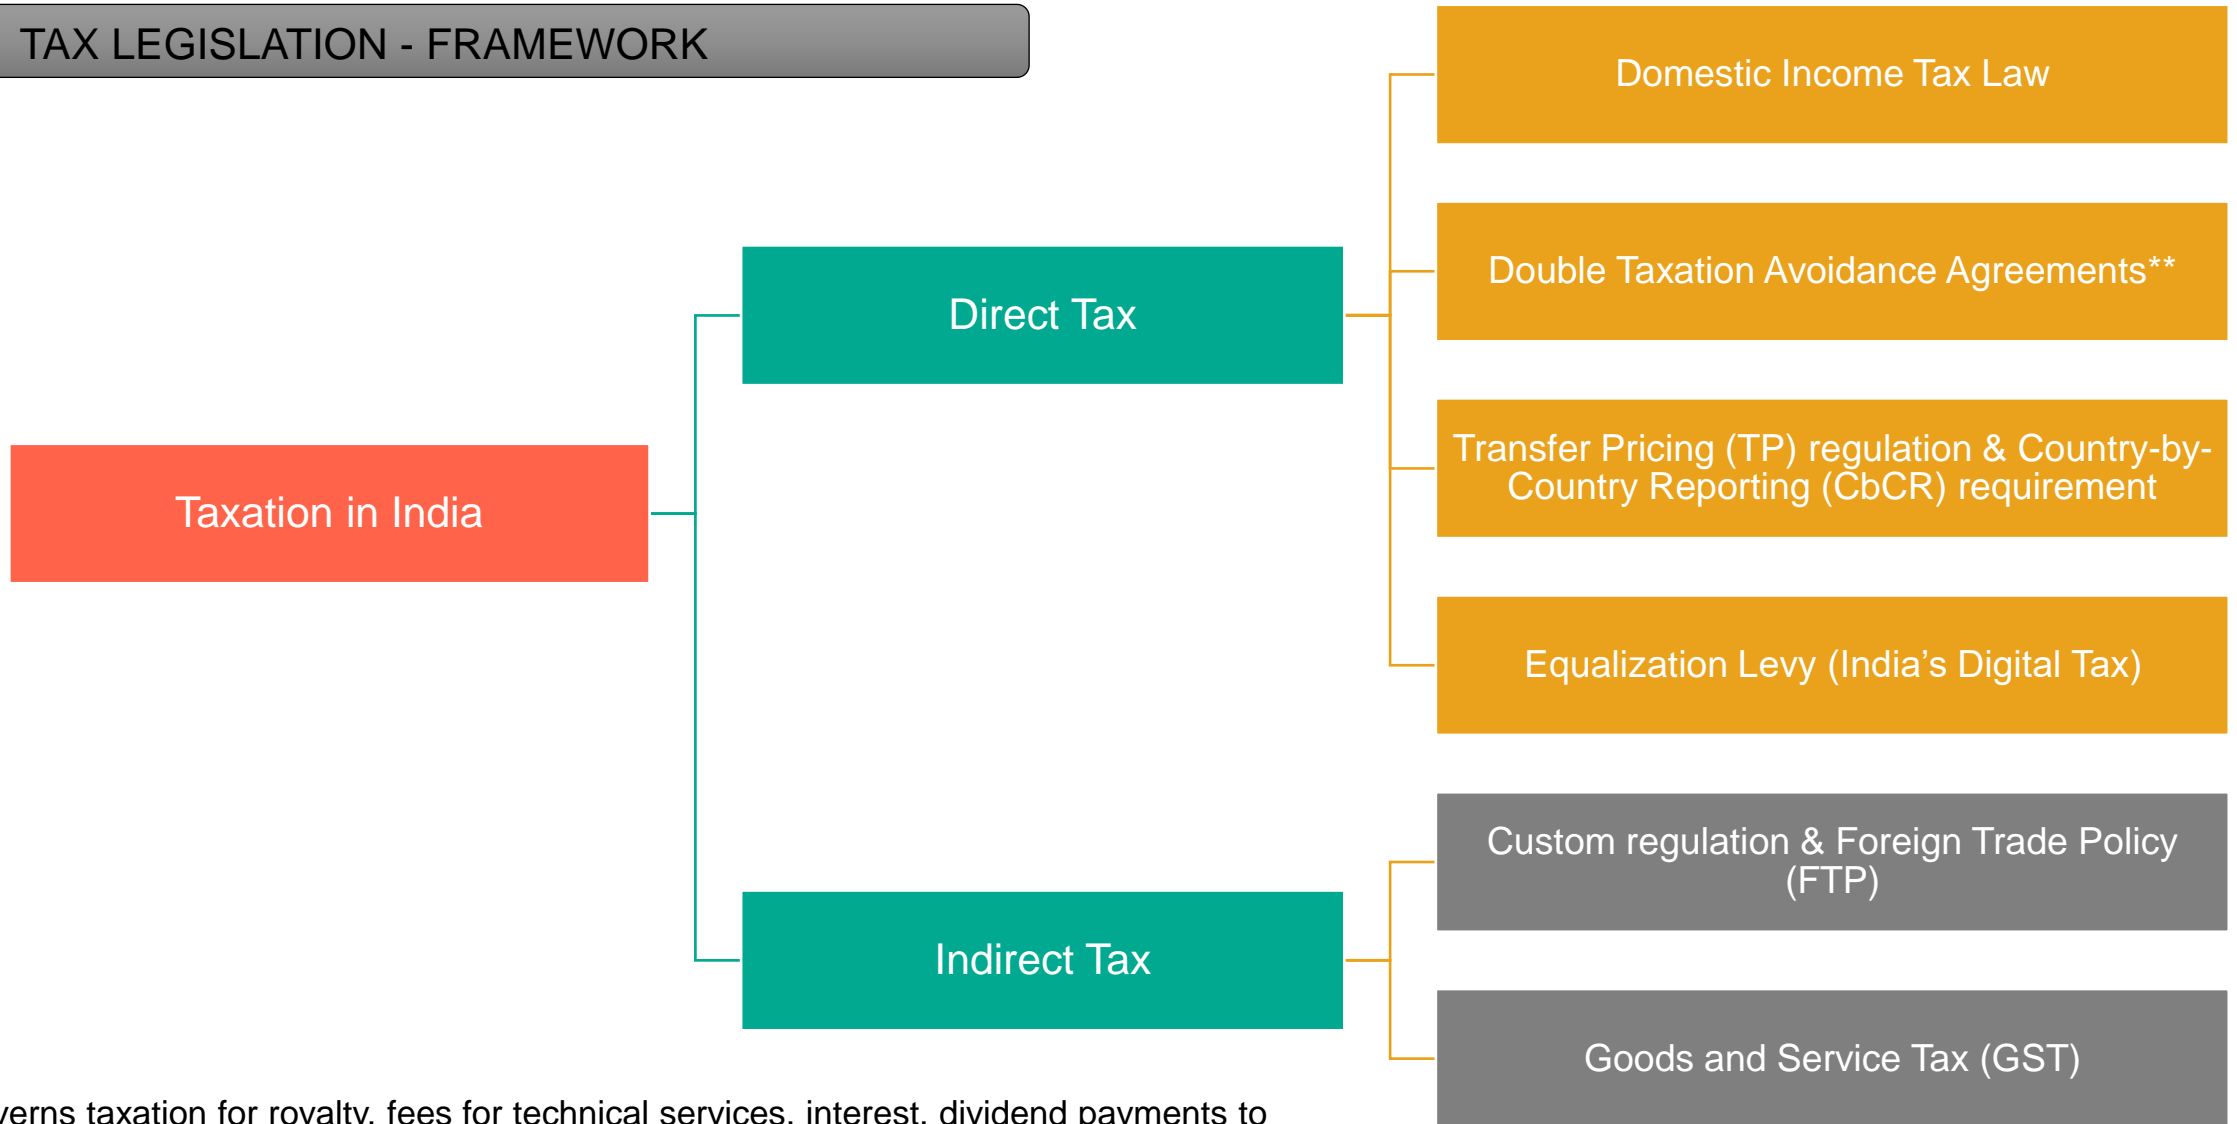 TAX LEGISLATION - FRAMEWORK
Domestic Income Tax Law
Double Taxation Avoidance Agreements**
Direct Tax
Transfer Pricing (TP) regulation & Country-by-
Country Reporting (CbCR) requirement
Taxation in India
Equalization Levy (India’s Digital Tax)
Custom regulation & Foreign Trade Policy
(FTP)
Indirect Tax
Goods and Service Tax (GST)
verns taxation for royalty, fees for technical services, interest, dividend payments to